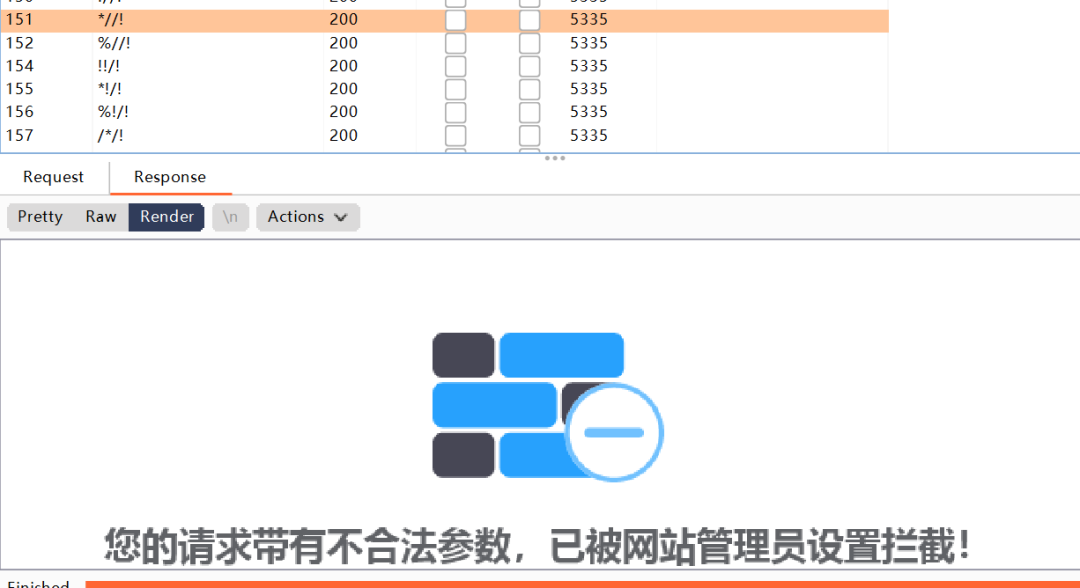 151 *//! 200 5335
152 %//! 200 5335
154 !!/! 200 5335
155 *!/! 200 5335
156 %!/! 200 5335
157 /*/! 200 5335
Request Response
Pretty Raw Render \n Actions
您的请求带有不合法参数，已被网站管理员设置拦截！
Finished